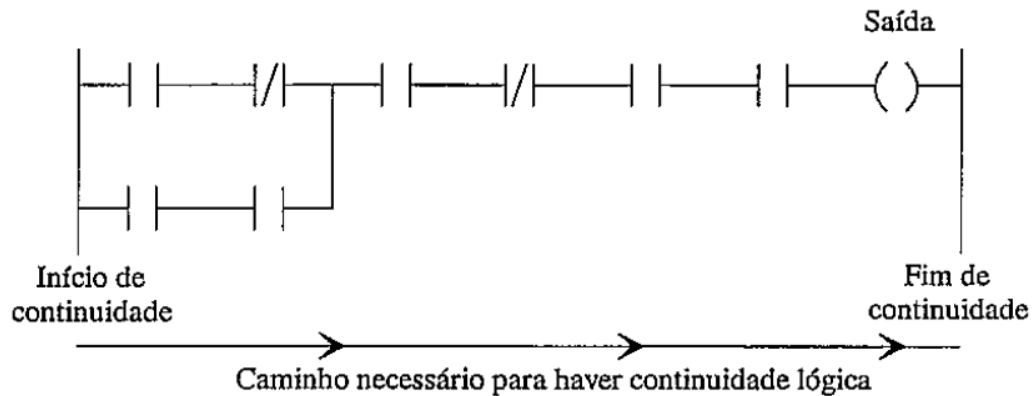 Saída
Início de
continuidade
Fim de
continuidade
Caminho necessário para haver continuidade lógica